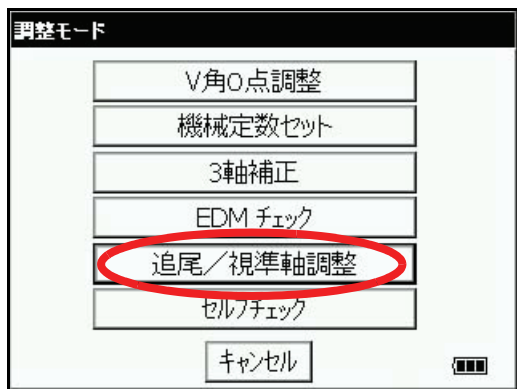 調整モード
V角0点調整
機械定数セット
3軸補正
EDM チェック
追尾/視準軸調整
セルフチェック
キャンセル